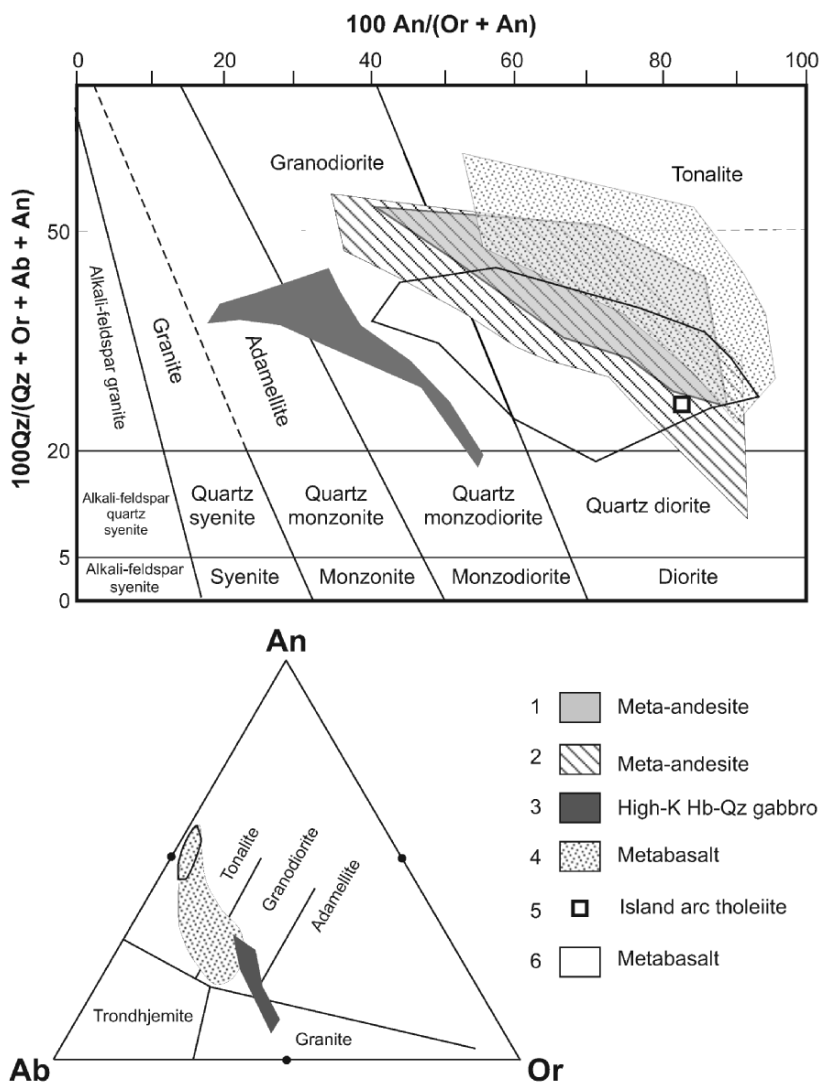 100 An/(Or + An)
0 20 40 60 80 100
100Qz/(Qz + Or + Ab + An)
50
20
5
0
Granodiorite
Tonalite
Alkali-feldspar granite
Granite
Adamellite
Alkali-feldspar
quartz
syenite
Quartz
syenite
Quartz
monzonite
Quartz
monzodiorite
Quartz diorite
Alkali-feldspar
syenite
Syenite
Monzonite
Monzodiorite
Diorite
An
Tonalite
Granodiorite
Adamellite
Trondhjemite
Granite
Ab
Or
1 Meta-andesite
2 Meta-andesite
3 High-K Hb-Qz gabbro
4 Metabasalt
5 Island arc tholeiite
6 Metabasalt